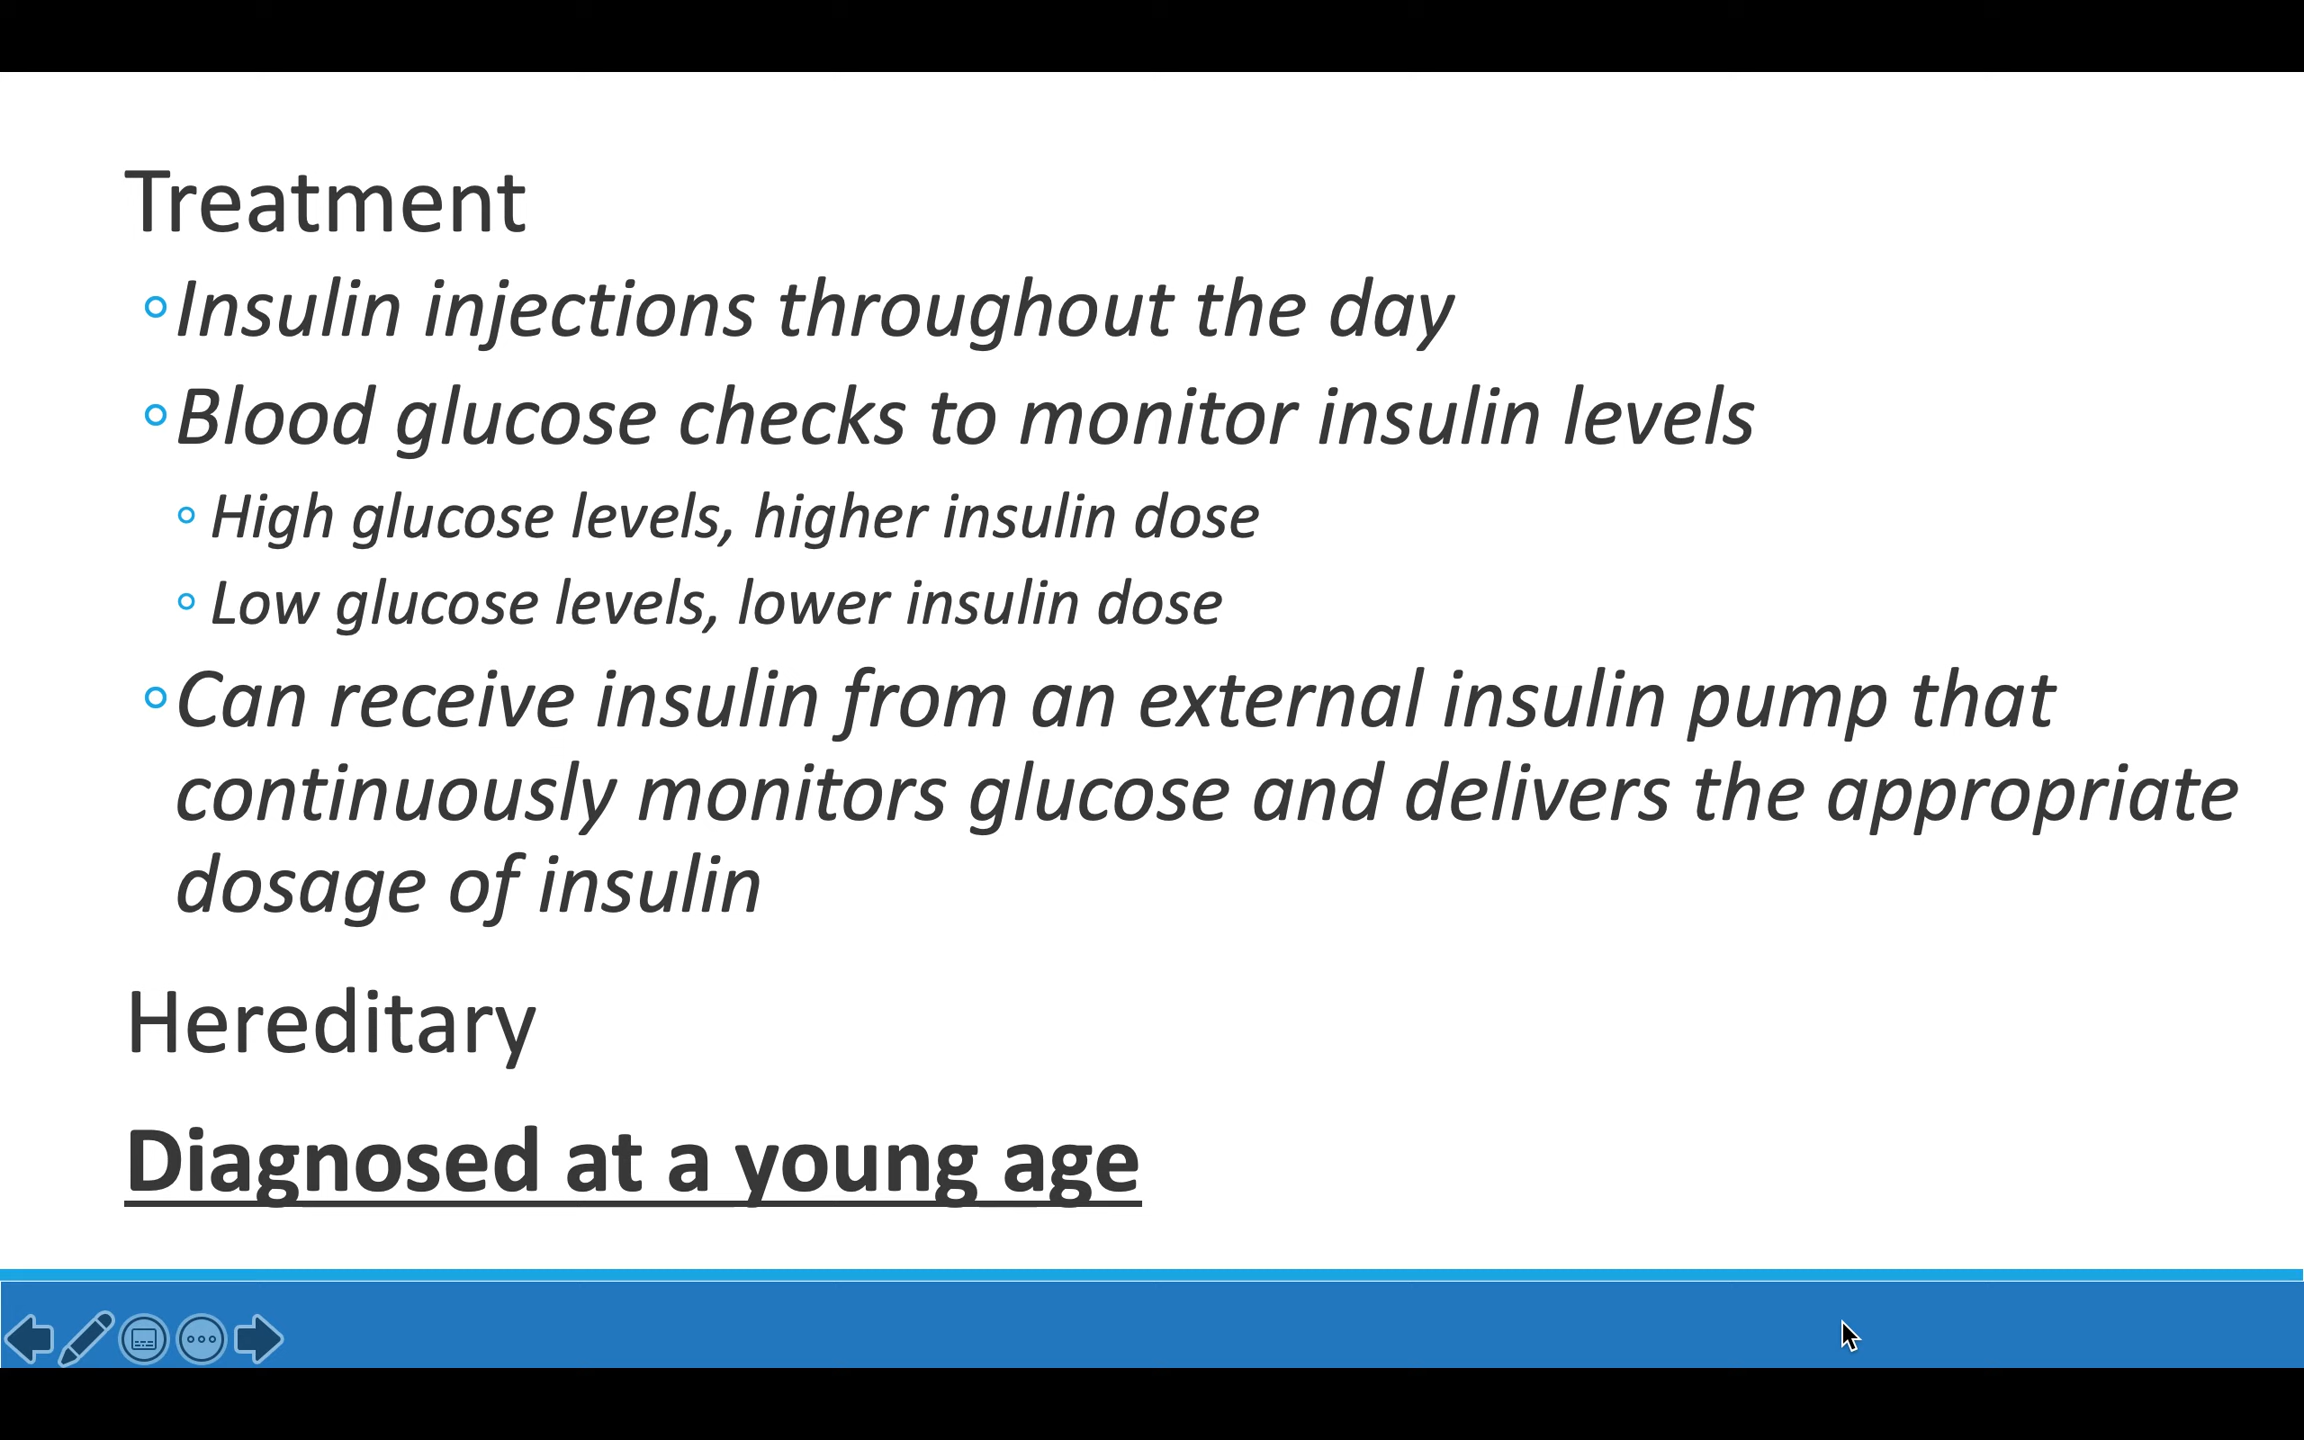 Treatment
Insulin injections throughout the day
Blood glucose checks to monitor insulin levels
High glucose levels, higher insulin dose
Low glucose levels, lower insulin dose
Can receive insulin from an external insulin pump that
continuously monitors glucose and delivers the appropriate
dosage of insulin
Hereditary
Diagnosed at a young age